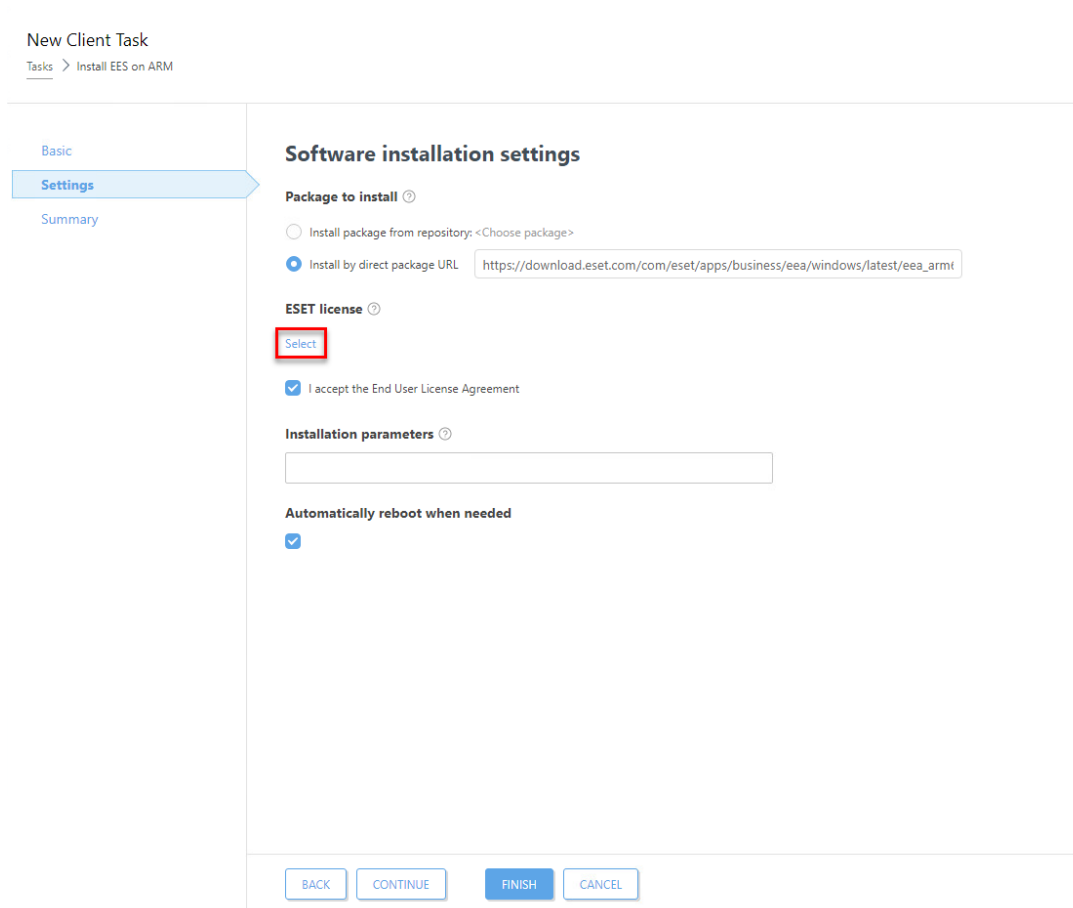 New Client Task
Tasks > Install EES on ARM
Basic
Settings
Summary
Software installation settings
Package to install ?
Install package from repository: <Choose package>
Install by direct package URL https://download.eset.com/com/eset/apps/business/eea/windows/latest/eea_arm
ESET license ?
Select
I accept the End User License Agreement
Installation parameters ?
Automatically reboot when needed
BACK CONTINUE FINISH CANCEL